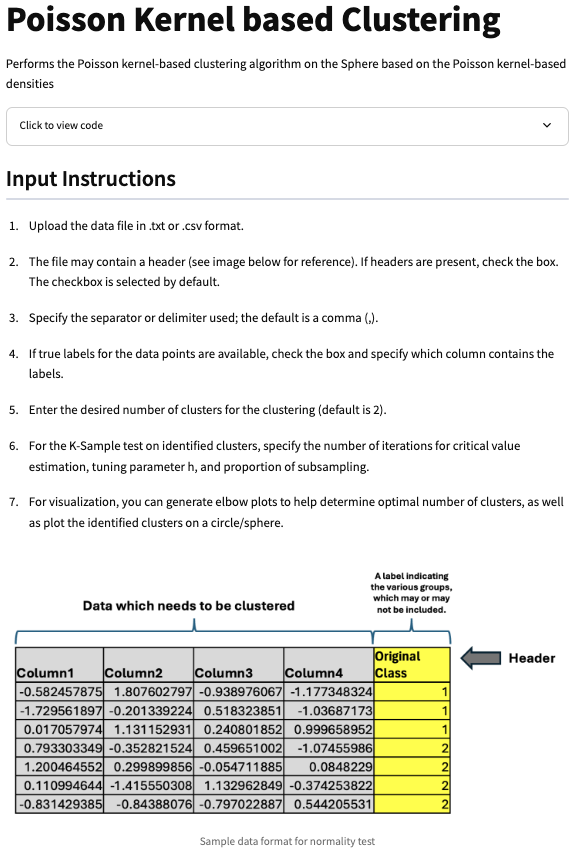 Poisson Kernel based Clustering
Performs the Poisson kernel-based clustering algorithm on the Sphere based on the Poisson kernel-based
densities
Click to view code
Input Instructions
1. Upload the data file in .txt or .csv format.
2. The file may contain a header (see image below for reference). If headers are present, check the box.
The checkbox is selected by default.
3. Specify the separator or delimiter used; the default is a comma (,).
4. If true labels for the data points are available, check the box and specify which column contains the
labels.
5. Enter the desired number of clusters for the clustering (default is 2).
6. For the K-Sample test on identified clusters, specify the number of iterations for critical value
estimation, tuning parameter h, and proportion of subsampling.
7. For visualization, you can generate elbow plots to help determine optimal number of clusters, as well
as plot the identified clusters on a circle/sphere.
A label indicating
the various groups,
which may or may
not be included.
Data which needs to be clustered
Original
Column1 Column2 Column3 Column4 Class
Header
-0.582457875 1.807602797 -0.938976067 -1.177348324 1
-1.729561897 -0.201339224 0.518323851 -1.03687173 1
0.017057974 1.131152931 0.240801852 0.999658952 1
0.793303349 -0.352821524 0.459651002 -1.07455986 2
1.200464552 0.299899856 -0.054711885 0.0848229 2
0.110994644 -1.415550308 1.132962849 -0.374253822 2
-0.831429385 -0.84388076 -0.797022887 0.544205531 2
Sample data format for normality test